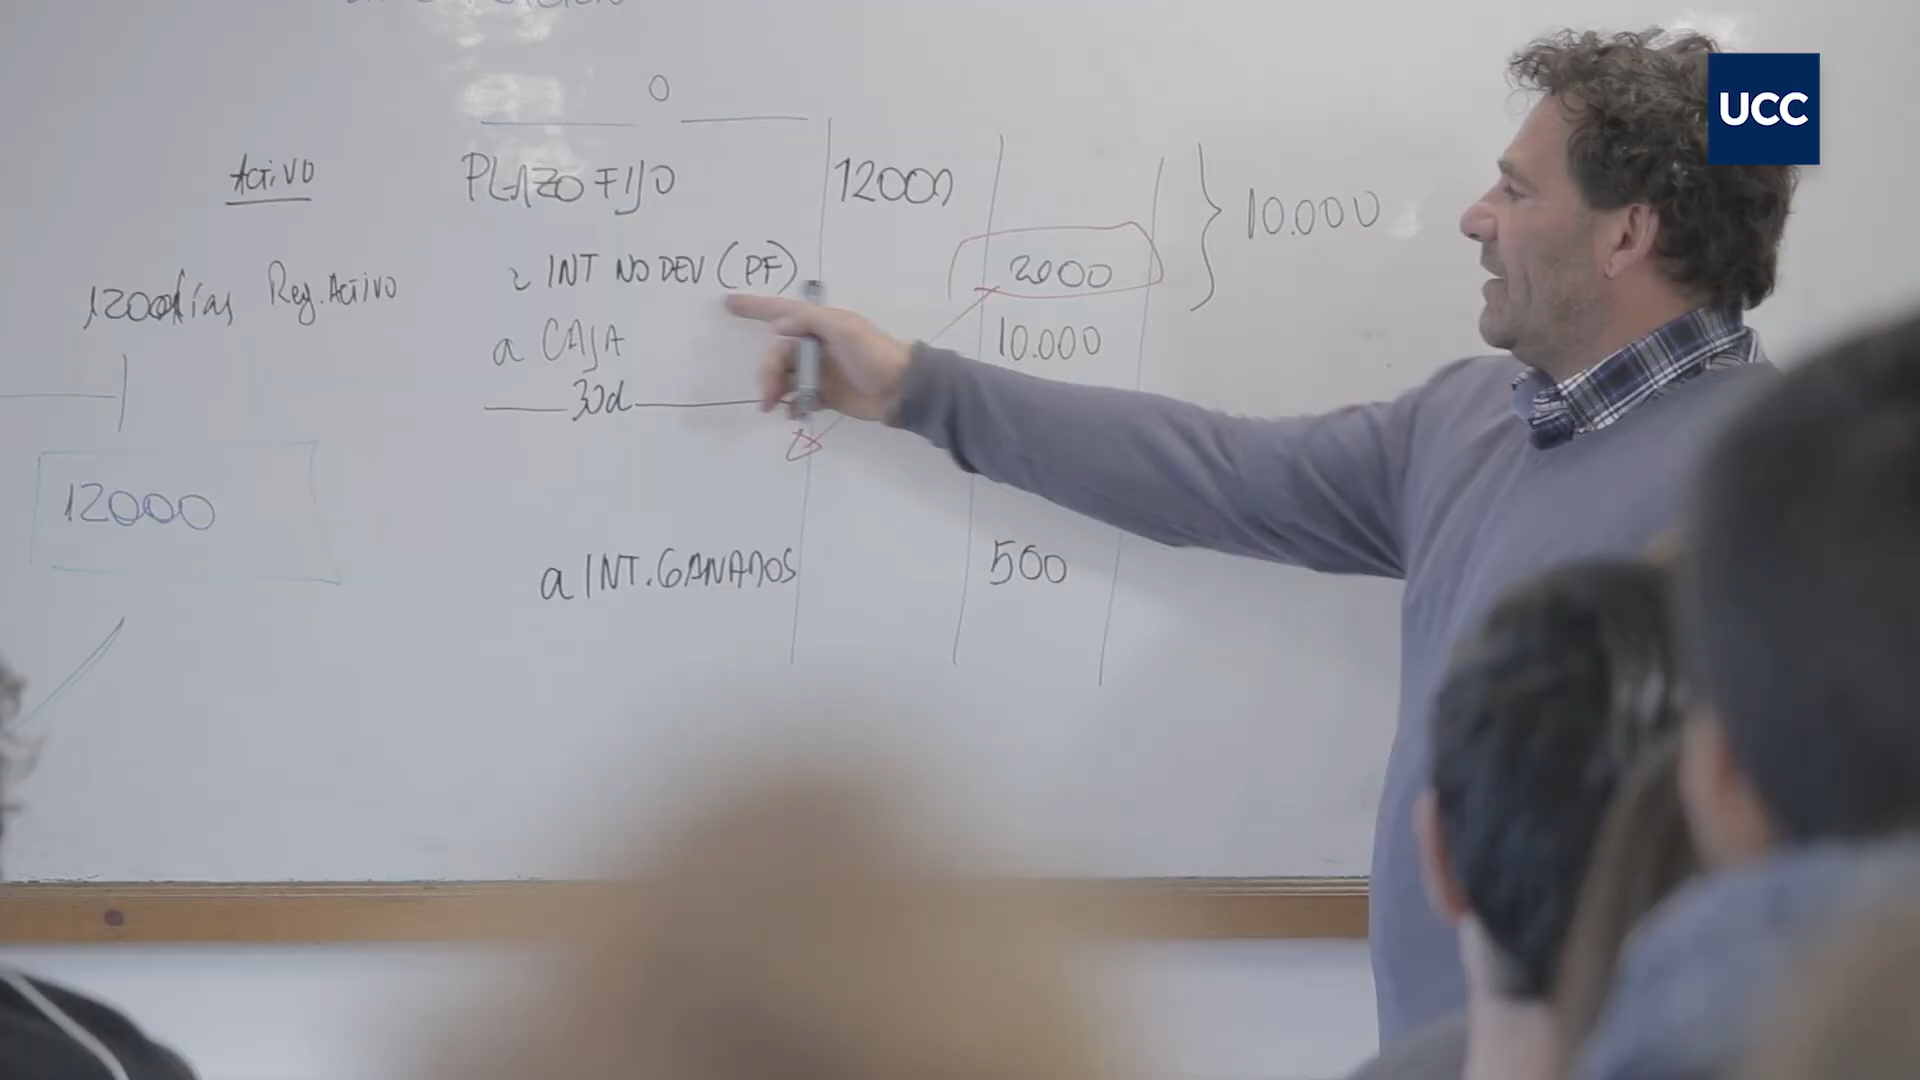 UCC
0
Activo
PLAZO FIJO 12000
10.000
a INT NO DEV (PF) 2000
Reg. Activo
a CAJA 10.000
30d
12000
a INT. GANADOS 500